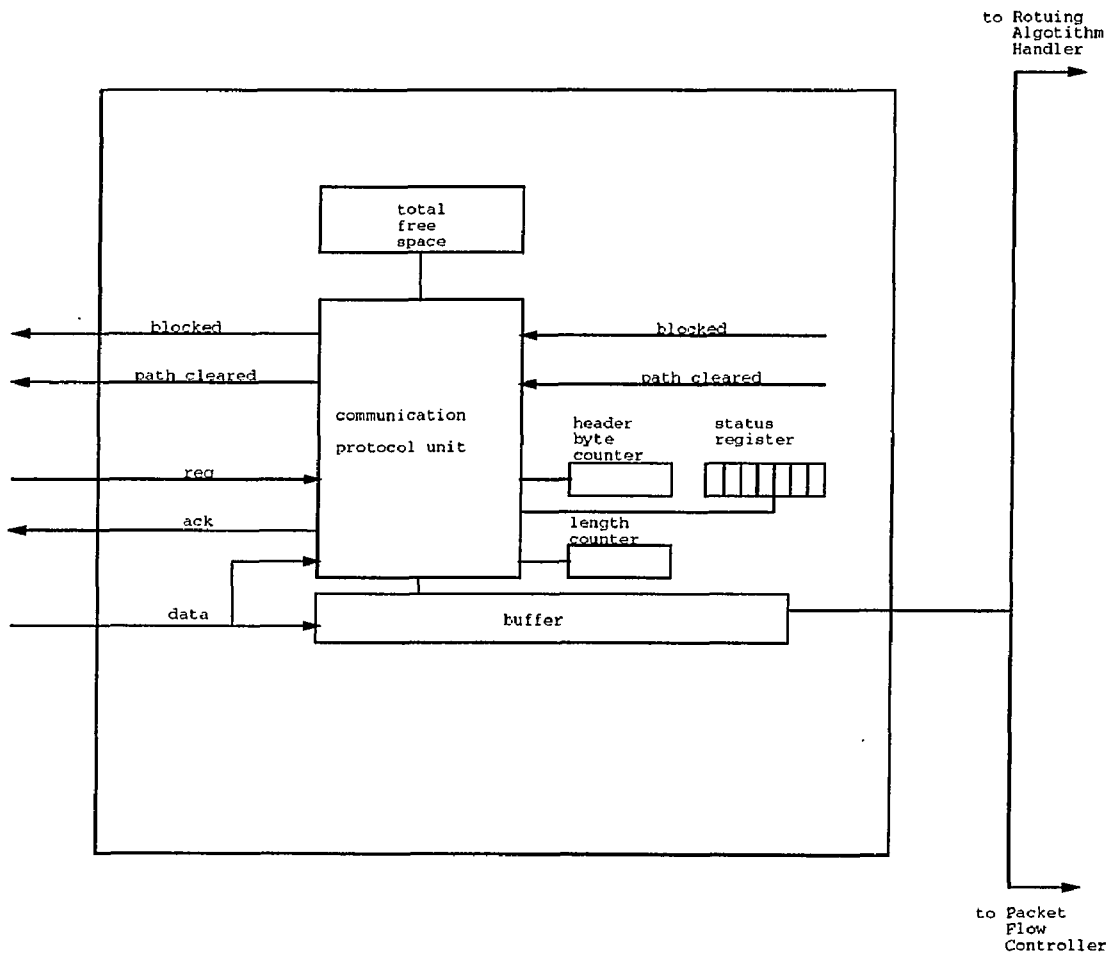 to Rotuing
Algotithm
Handler
total
free
space
blocked
blocked
path cleared
path cleared
communication
protocol unit
header
byte
counter
status
register
req
ack
length
counter
data
buffer
to Packet
Flow
Controller